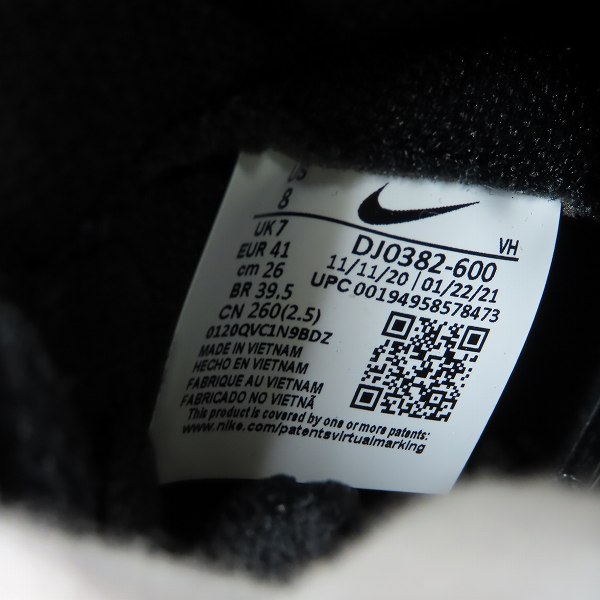 US
8
UK 7
VH
EUR 41
DJ0382-600
cm 26
11/11/20 | 01/22/21
BR 39.5
UPC 00194958578473
CN 260(2.5)
0120QVC1N9BDZ
MADE IN VIETNAM
HECHO EN VIETNAM
FABRIQUE AU VIETNAM
FABRICADO NO VIETNÃ
This product is covered by one or more patents:
www.nike.com/patentsvirtualmarking